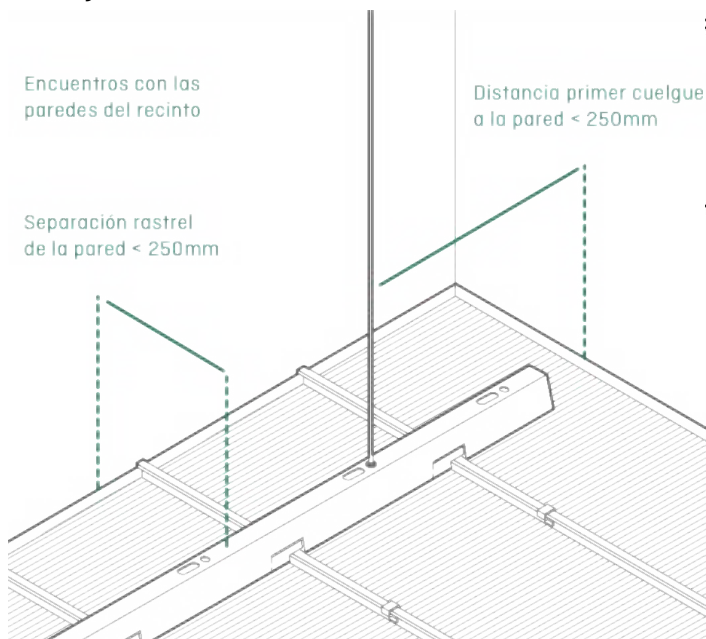 Encuentros con las
paredes del recinto
Distancia primer cuelgue
a la pared < 250mm
Separación rastrel
de la pared < 250mm